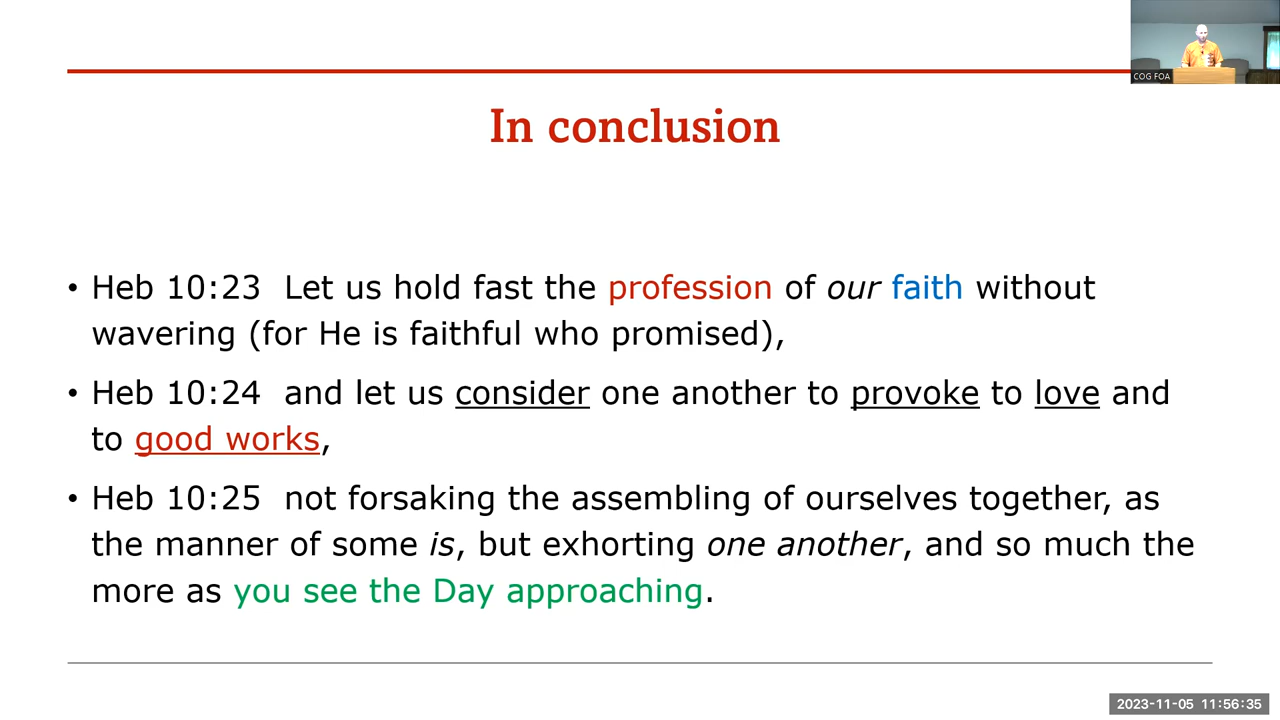 COG FOA
In conclusion
• Heb 10:23  Let us hold fast the profession of our faith without
wavering (for He is faithful who promised),
• Heb 10:24  and let us consider one another to provoke to love and
to good works,
• Heb 10:25  not forsaking the assembling of ourselves together, as
the manner of some is, but exhorting one another, and so much the
more as you see the Day approaching.
2023-11-05  11:56:35